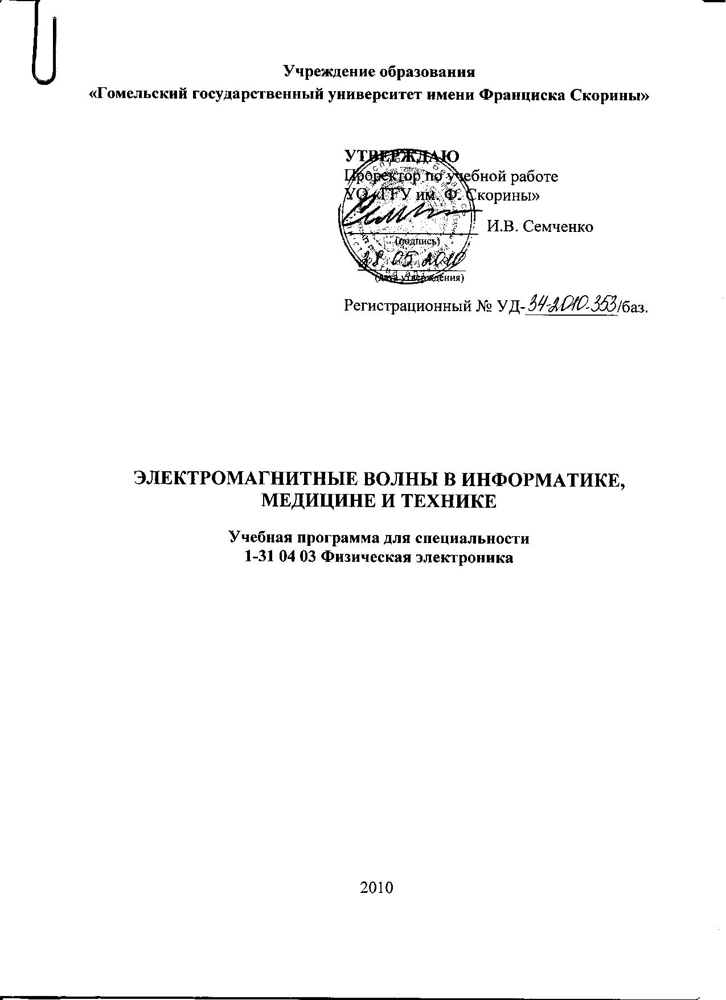 Учреждение образования
«Гомельский государственный университет имени Франциска Скорины»
УТВЕРЖДАЮ
Проректор по учебной работе
УО «ГГУ им. Ф. Скорины»
И.В. Семченко
(подпись)
28.05.2010
(дата утверждения)
Регистрационный № УД-34-2010-353/баз.
ЭЛЕКТРОМАГНИТНЫЕ ВОЛНЫ В ИНФОРМАТИКЕ,
МЕДИЦИНЕ И ТЕХНИКЕ
Учебная программа для специальности
1-31 04 03 Физическая электроника
2010